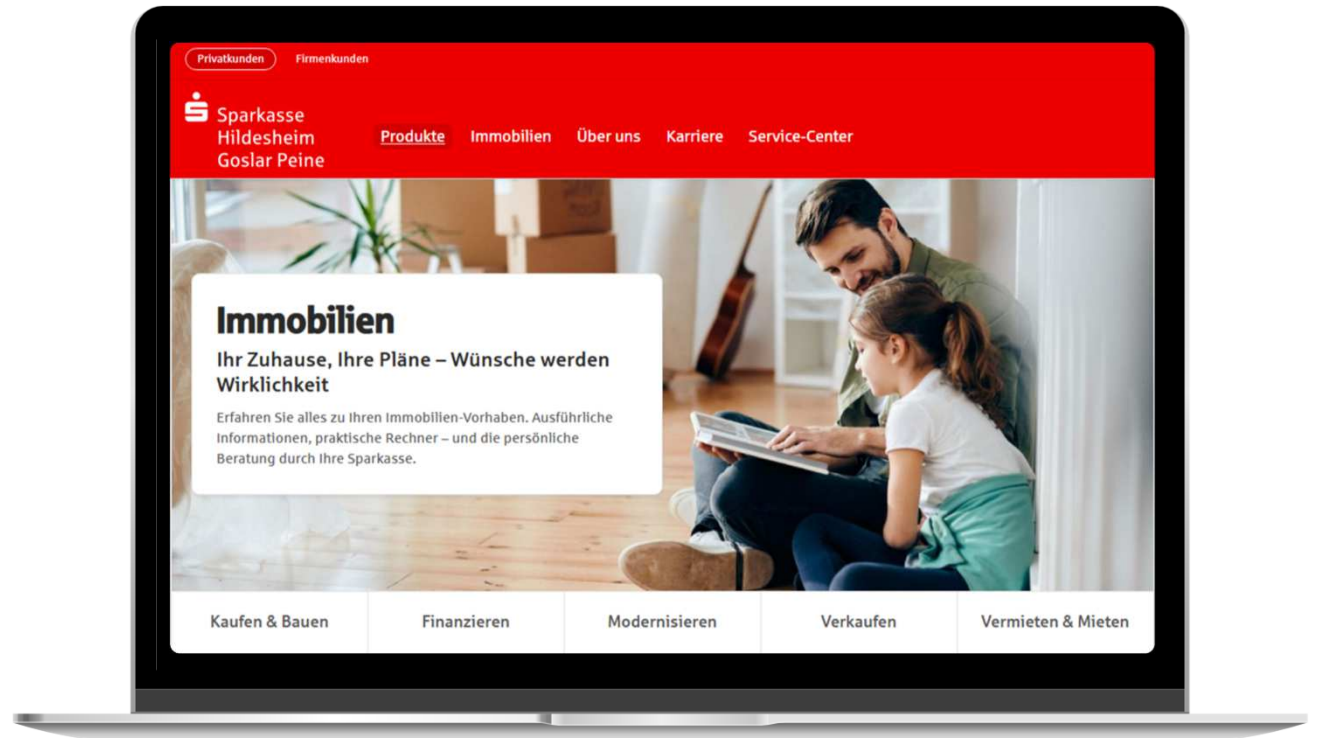 Privatkunden Firmenkunden
Sparkasse
Hildesheim
Goslar Peine
Produkte Immobilien Über uns Karriere Service-Center
Immobilien
Ihr Zuhause, Ihre Pläne – Wünsche werden
Wirklichkeit
Erfahren Sie alles zu Ihren Immobilien-Vorhaben. Ausführliche
Informationen, praktische Rechner – und die persönliche
Beratung durch Ihre Sparkasse.
Kaufen & Bauen Finanzieren Modernisieren Verkaufen Vermieten & Mieten